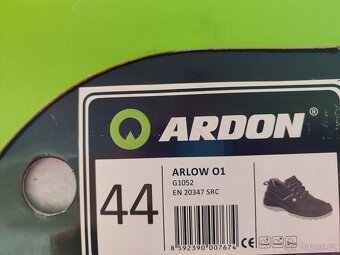 ARDON®
44
ARLOW O1
G1052
EN 20347 SRC
8 592390 007674